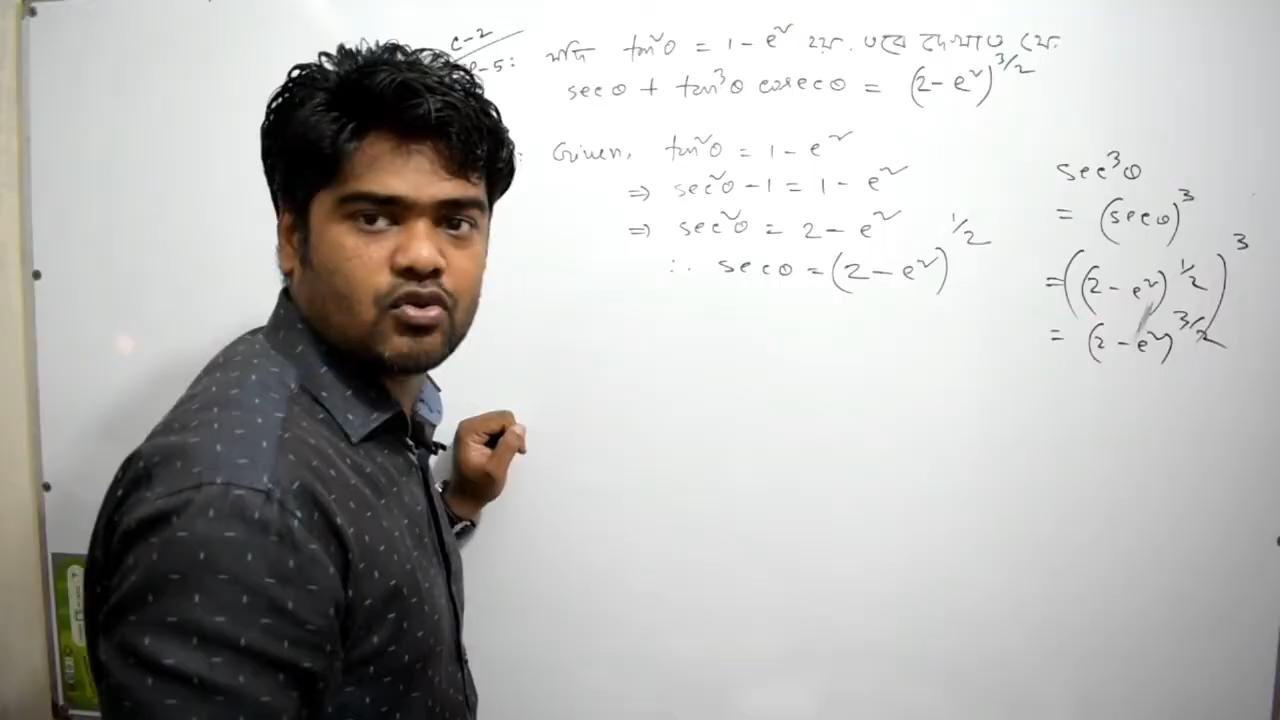 C-2
-5: যদি tan²θ = 1 - e² হয়. তবে দেখাও যে.
secθ + tan³θ cosecθ = (2 - e²)^3/2
: Given, tan²θ = 1 - e²
⇒ sec²θ - 1 = 1 - e²
⇒ sec²θ = 2 - e²
∴ secθ = (2 - e²)^1/2
sec³θ
= (secθ)³
= ((2 - e²)^1/2)³
= (2 - e²)^3/2